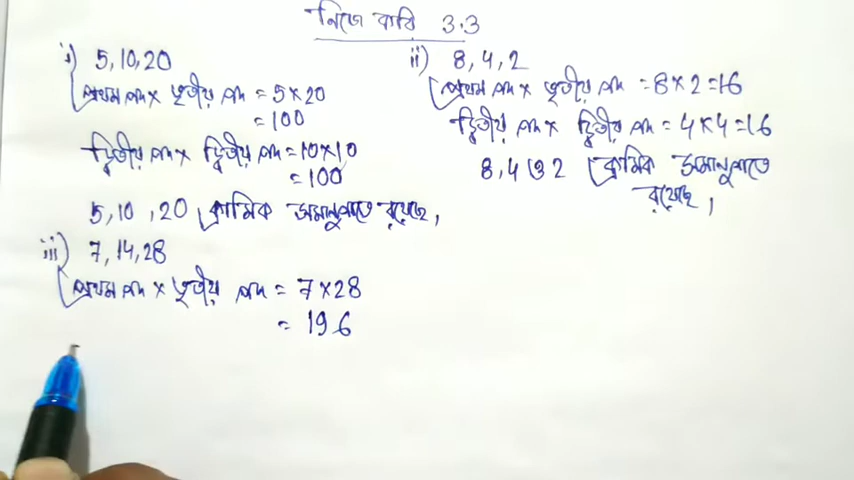 নিজে করি 3.3
i) 5, 10, 20
প্রথম পদ × তৃতীয় পদ = 5 × 20
= 100
দ্বিতীয় পদ × দ্বিতীয় পদ = 10 × 10
= 100
5, 10, 20 ক্রমিক সমানুপাতে রয়েছে,
ii) 8, 4, 2
প্রথম পদ × তৃতীয় পদ = 8 × 2 = 16
দ্বিতীয় পদ × দ্বিতীয় পদ = 4 × 4 = 16
8, 4 ও 2 ক্রমিক সমানুপাতে
রয়েছে,
iii) 7, 14, 28
প্রথম পদ × তৃতীয় পদ = 7 × 28
= 196